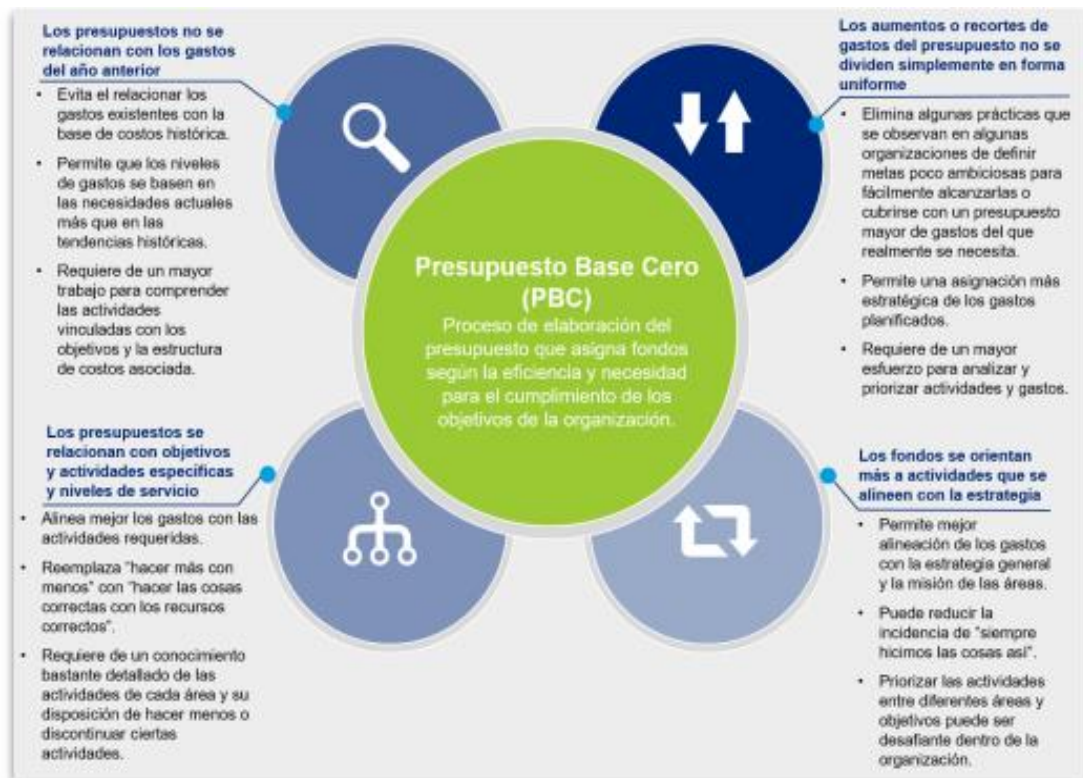 Los presupuestos no se
relacionan con los gastos
del año anterior
• Evita el relacionar los
gastos existentes con la
base de costos histórica.
• Permite que los niveles
de gastos se basen en
las necesidades actuales
más que en las
tendencias históricas.
• Requiere de un mayor
trabajo para comprender
las actividades
vinculadas con los
objetivos y la estructura
de costos asociada.
Los aumentos o recortes de
gastos del presupuesto no se
dividen simplemente en forma
uniforme
• Elimina algunas prácticas que
se observan en algunas
organizaciones de definir
metas poco ambiciosas para
fácilmente alcanzarlas o
cubrirse con un presupuesto
mayor de gastos del que
realmente se necesita.
• Permite una asignación más
estratégica de los gastos
planificados.
• Requiere de un mayor
esfuerzo para analizar y
priorizar actividades y gastos.
Presupuesto Base Cero
(PBC)
Proceso de elaboración del
presupuesto que asigna fondos
según la eficiencia y necesidad
para el cumplimiento de los
objetivos de la organización.
Los presupuestos se
relacionan con objetivos
y actividades específicas
y niveles de servicio
• Alinea mejor los gastos con las
actividades requeridas.
• Reemplaza "hacer más con
menos" con "hacer las cosas
correctas con los recursos
correctos".
• Requiere de un conocimiento
bastante detallado de las
actividades de cada área y su
disposición de hacer menos o
discontinuar ciertas
actividades.
Los fondos se orientan
más a actividades que se
alineen con la estrategia
• Permite mejor
alineación de los gastos
con la estrategia general
y la misión de las áreas.
• Puede reducir la
incidencia de "siempre
hicimos las cosas así".
• Priorizar las actividades
entre diferentes áreas y
objetivos puede ser
desafiante dentro de la
organización.